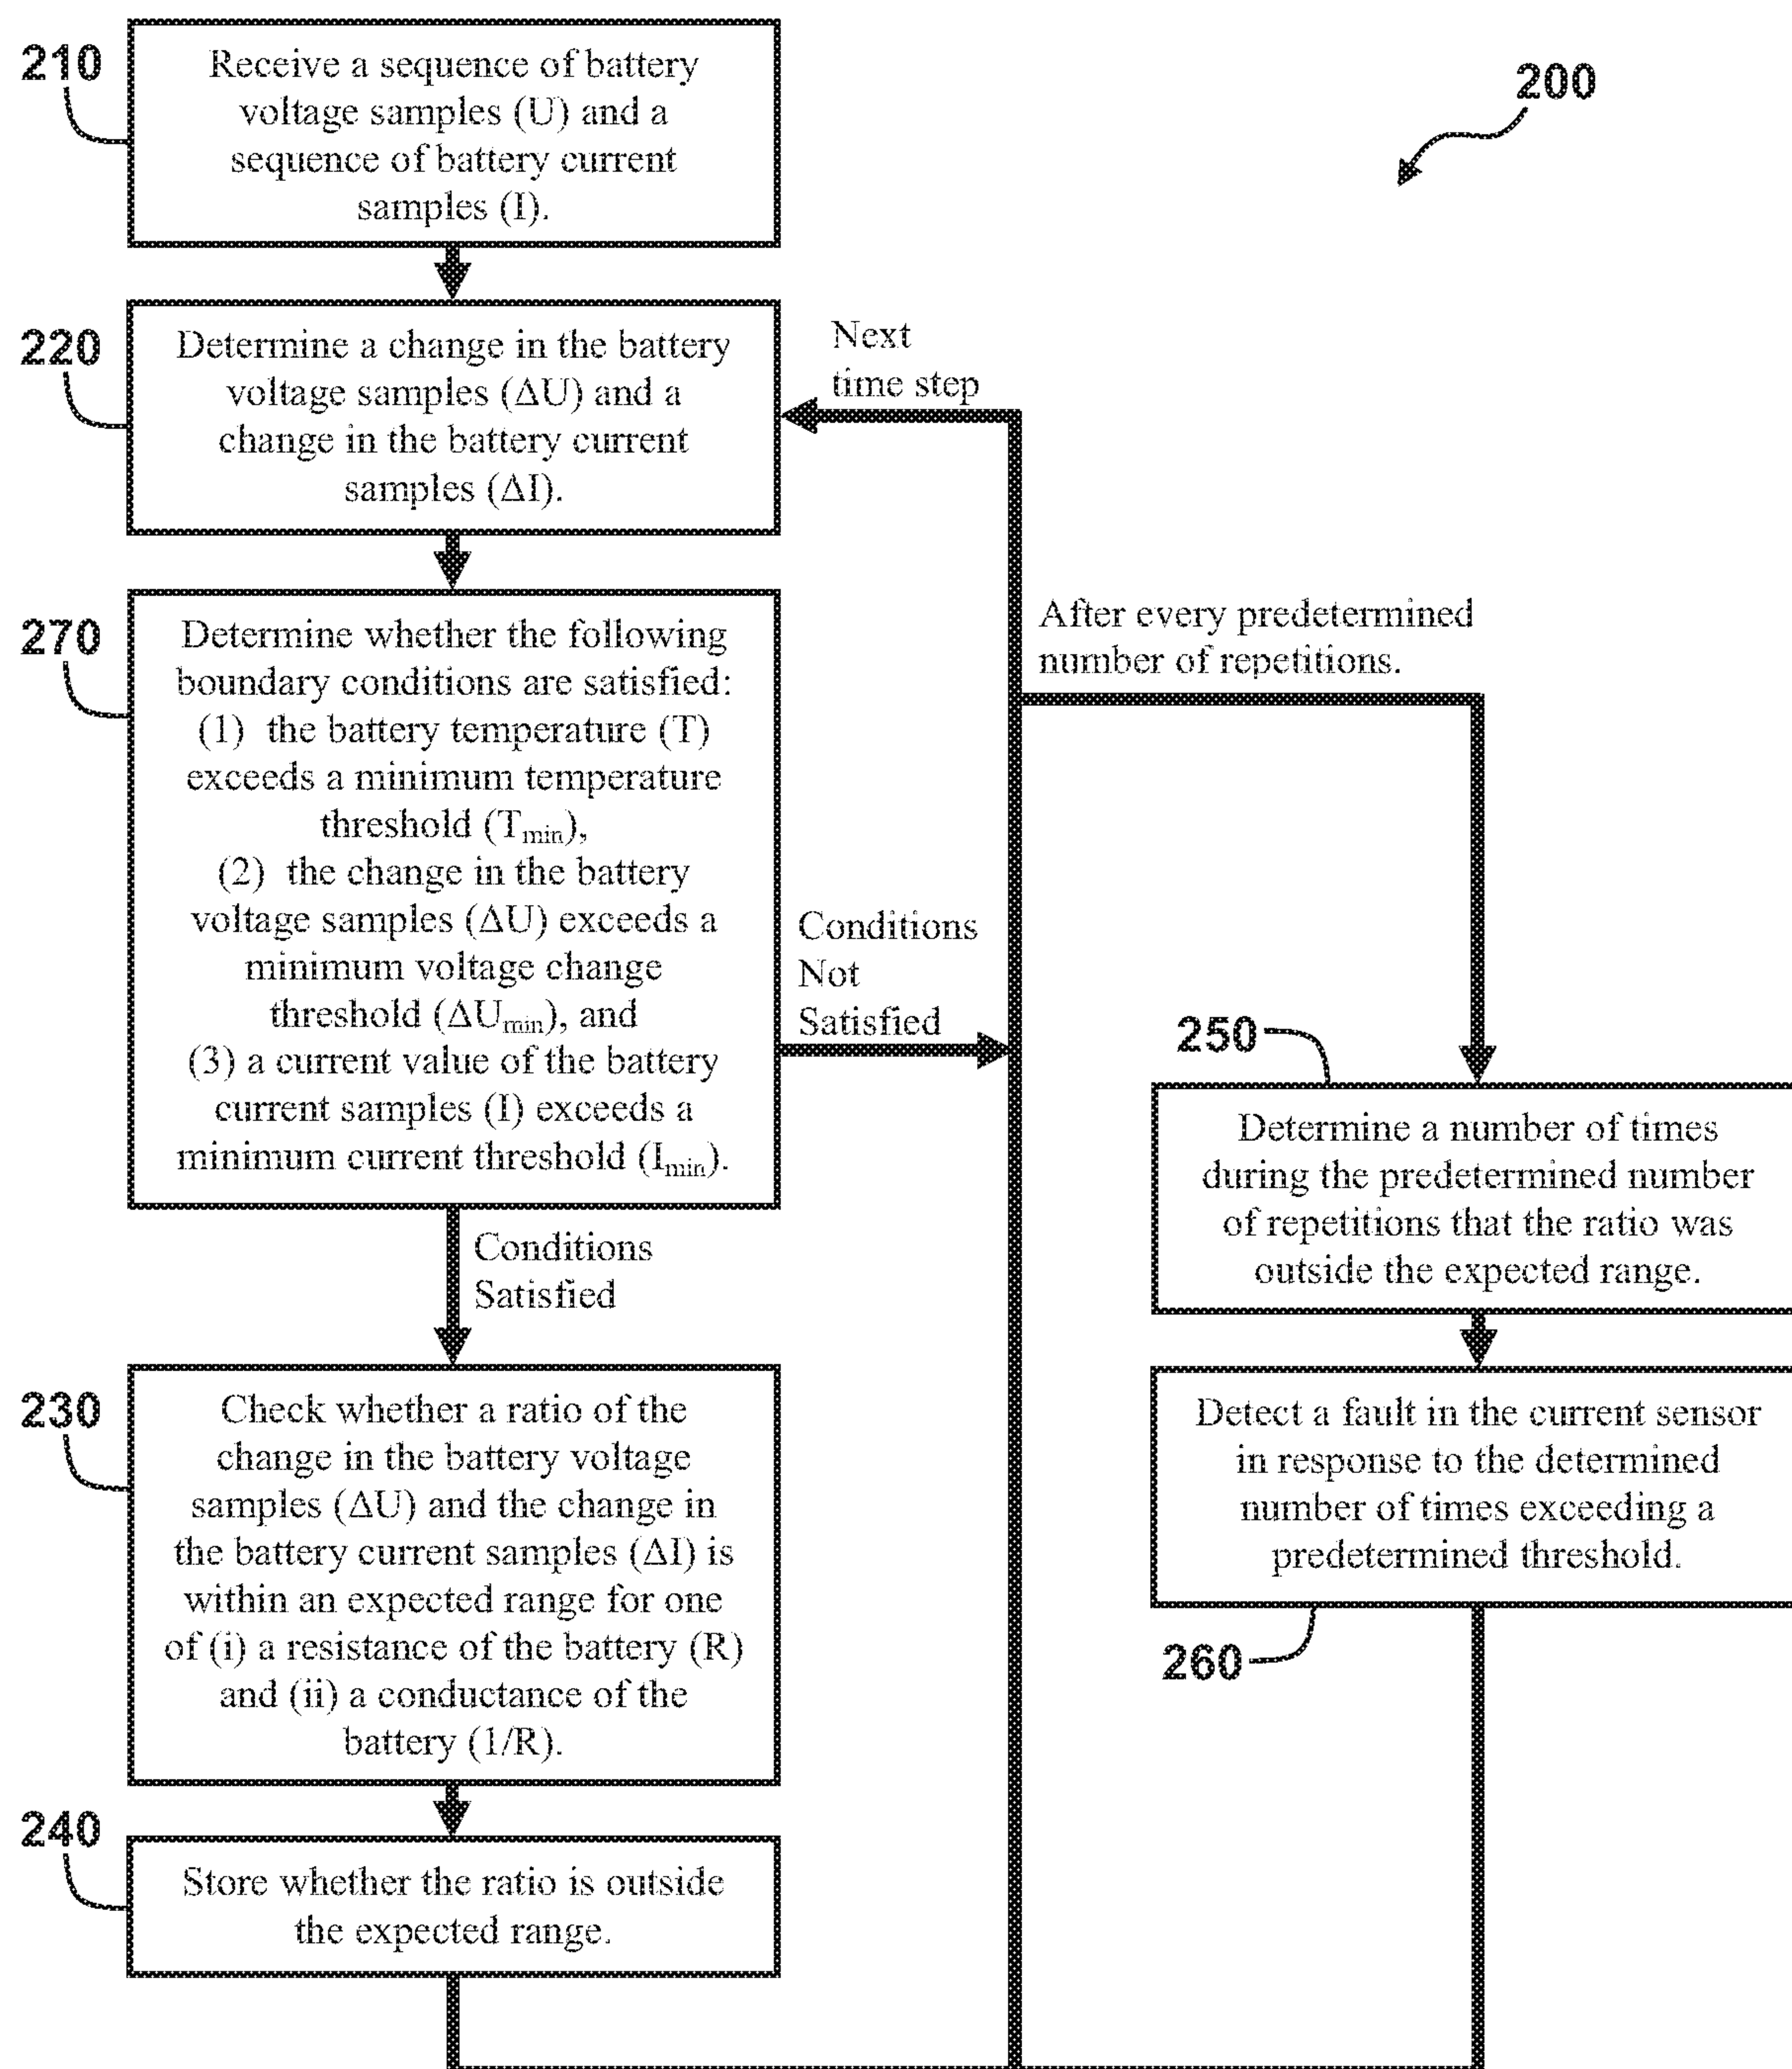 210
Receive a sequence of battery
voltage samples (U) and a
sequence of battery current
samples (I).
200
220
Determine a change in the battery
voltage samples (ΔU) and a
change in the battery current
samples (ΔI).
Next
time step
270
Determine whether the following
boundary conditions are satisfied:
(1) the battery temperature (T)
exceeds a minimum temperature
threshold (Tmin),
(2) the change in the battery
voltage samples (ΔU) exceeds a
minimum voltage change
threshold (ΔUmin), and
(3) a current value of the battery
current samples (I) exceeds a
minimum current threshold (Imin).
After every predetermined
number of repetitions.
Conditions
Not
Satisfied
Conditions
Satisfied
250
Determine a number of times
during the predetermined number
of repetitions that the ratio was
outside the expected range.
230
Check whether a ratio of the
change in the battery voltage
samples (ΔU) and the change in
the battery current samples (ΔI) is
within an expected range for one
of (i) a resistance of the battery (R)
and (ii) a conductance of the
battery (1/R).
Detect a fault in the current sensor
in response to the determined
number of times exceeding a
predetermined threshold.
260
240
Store whether the ratio is outside
the expected range.